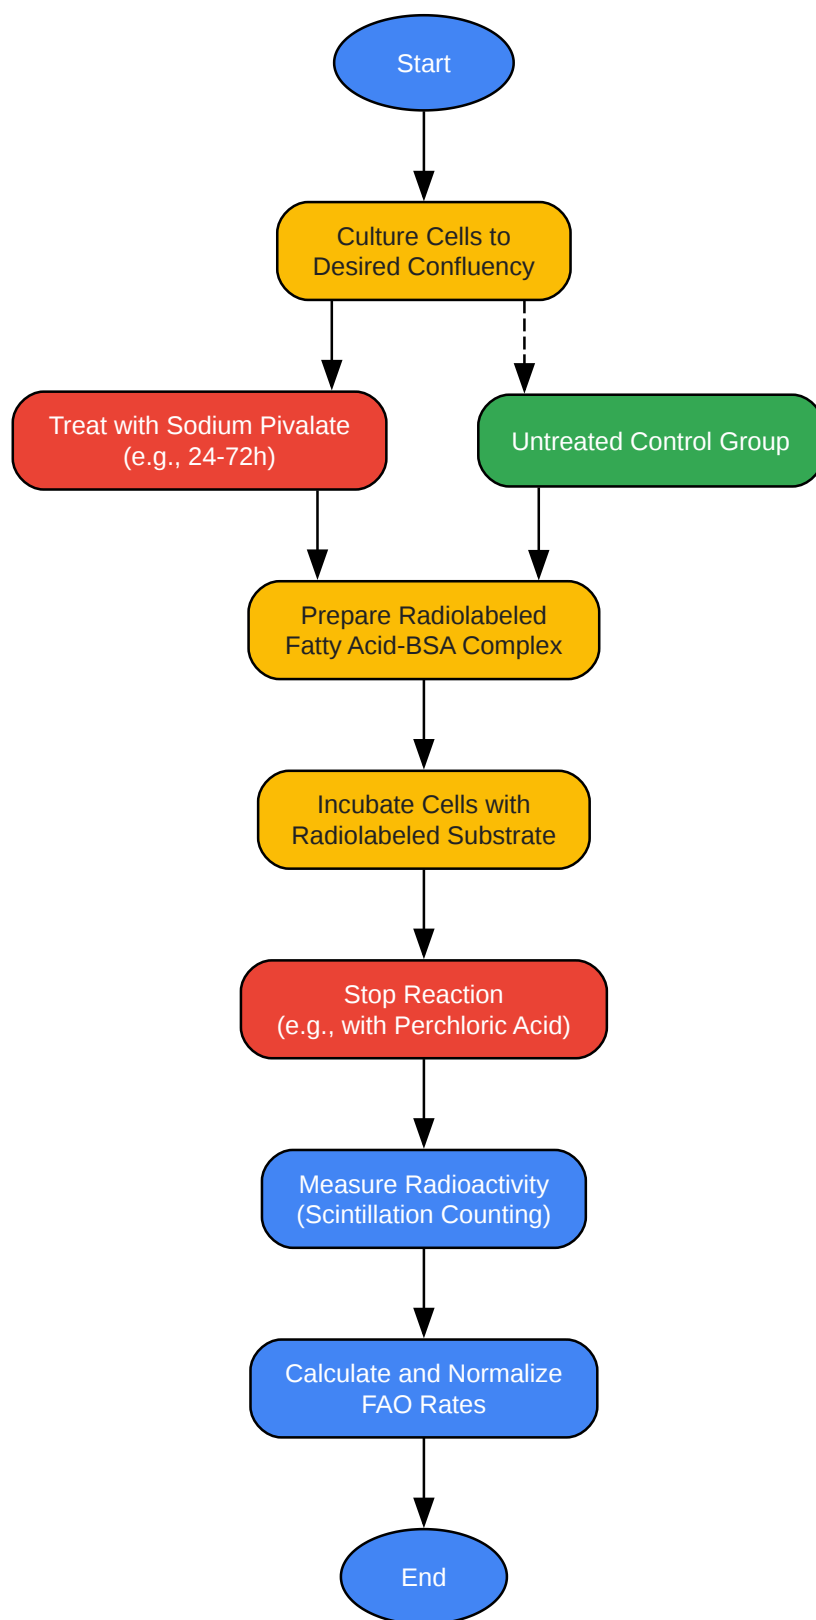 Start
Culture Cells to
Desired Confluency
Treat with Sodium Pivalate
(e.g., 24-72h)
Untreated Control Group
Prepare Radiolabeled
Fatty Acid-BSA Complex
Incubate Cells with
Radiolabeled Substrate
Stop Reaction
(e.g., with Perchloric Acid)
Measure Radioactivity
(Scintillation Counting)
Calculate and Normalize
FAO Rates
End